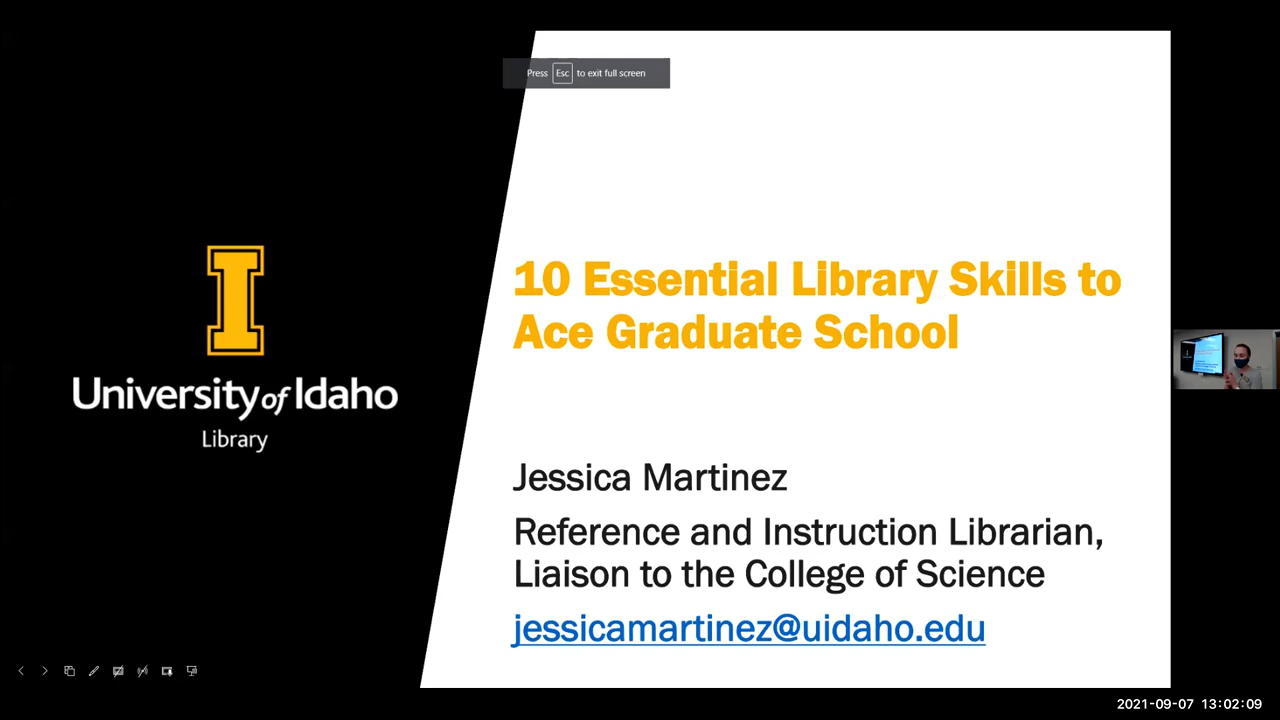 Press Esc to exit full screen
10 Essential Library Skills to
Ace Graduate School
University of Idaho
Library
Jessica Martinez
Reference and Instruction Librarian,
Liaison to the College of Science
jessicamartinez@uidaho.edu
2021-09-07 13:02:09